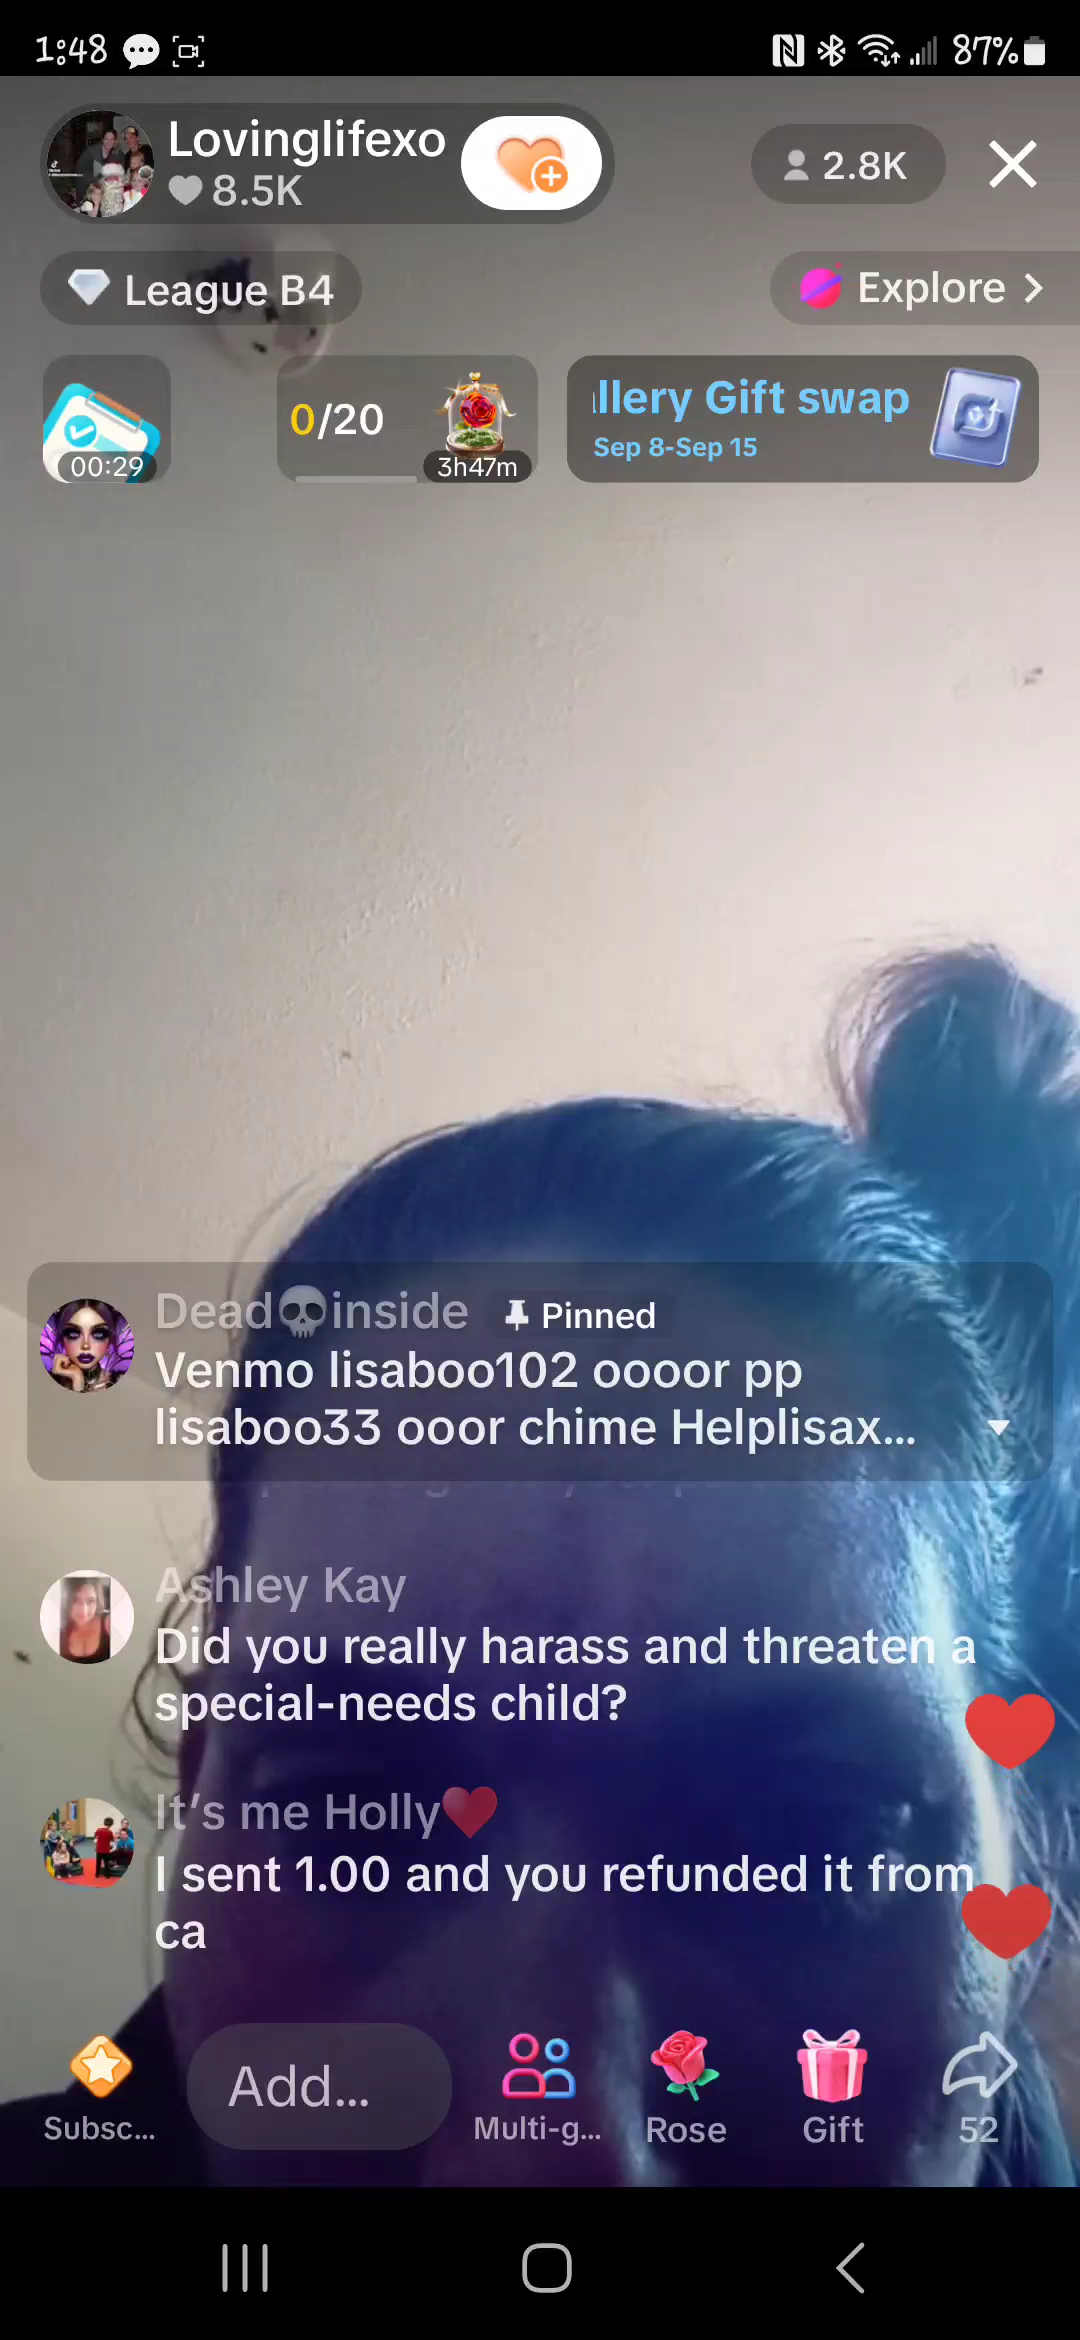 1:48
87%
Lovinglifexo
8.5K
2.8K
League B4
Explore
00:29
0/20
3h47m
llery Gift swap
Sep 8-Sep 15
Dead💀inside Pinned
Venmo lisaboo102 oooor pp
lisaboo33 ooor chime Helplisax...
Ashley Kay
Did you really harass and threaten a
special-needs child?
It's me Holly♥️
I sent 1.00 and you refunded it from
ca
Add...
Subsc...
Multi-g...
Rose
Gift
52